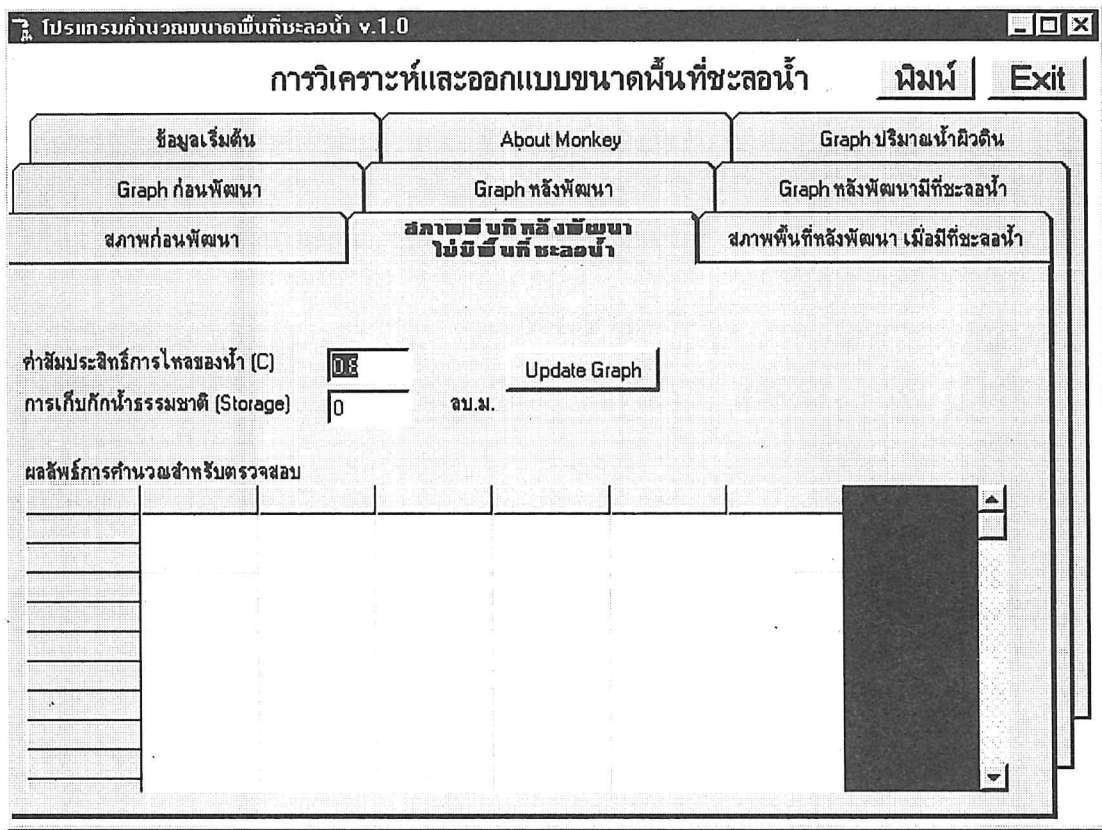 โปรแกรมคำนวณขนาดพื้นที่ชะลอน้ำ v.1.0
การวิเคราะห์และออกแบบขนาดพื้นที่ชะลอน้ำ พิมพ์ Exit
ข้อมูลเริ่มต้น About Monkey Graph ปริมาณน้ำผิวดิน
Graph ก่อนพัฒนา Graph หลังพัฒนา Graph หลังพัฒนามีที่ชะลอน้ำ
สภาพก่อนพัฒนา สภาพพื้นที่หลังพัฒนา สภาพพื้นที่หลังพัฒนา เมื่อมีที่ชะลอน้ำ
ไม่มีพื้นที่ชะลอน้ำ
ค่าสัมประสิทธิ์การไหลของน้ำ (C) Update Graph
การเก็บกักน้ำธรรมชาติ (Storage) 0 ลบ.ม.
ผลลัพธ์การคำนวณสำหรับตรวจสอบ